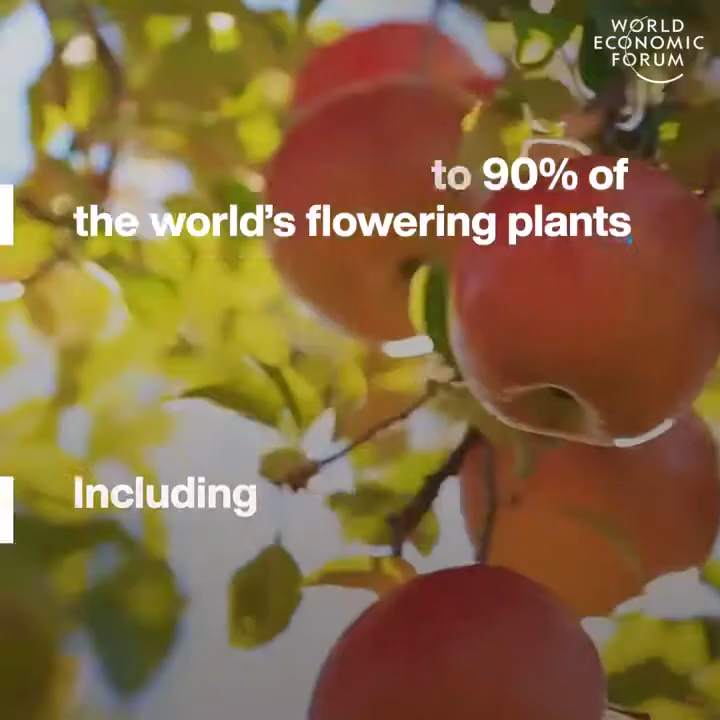 WORLD
ECONOMIC
FORUM
to 90% of
the world's flowering plants
Including